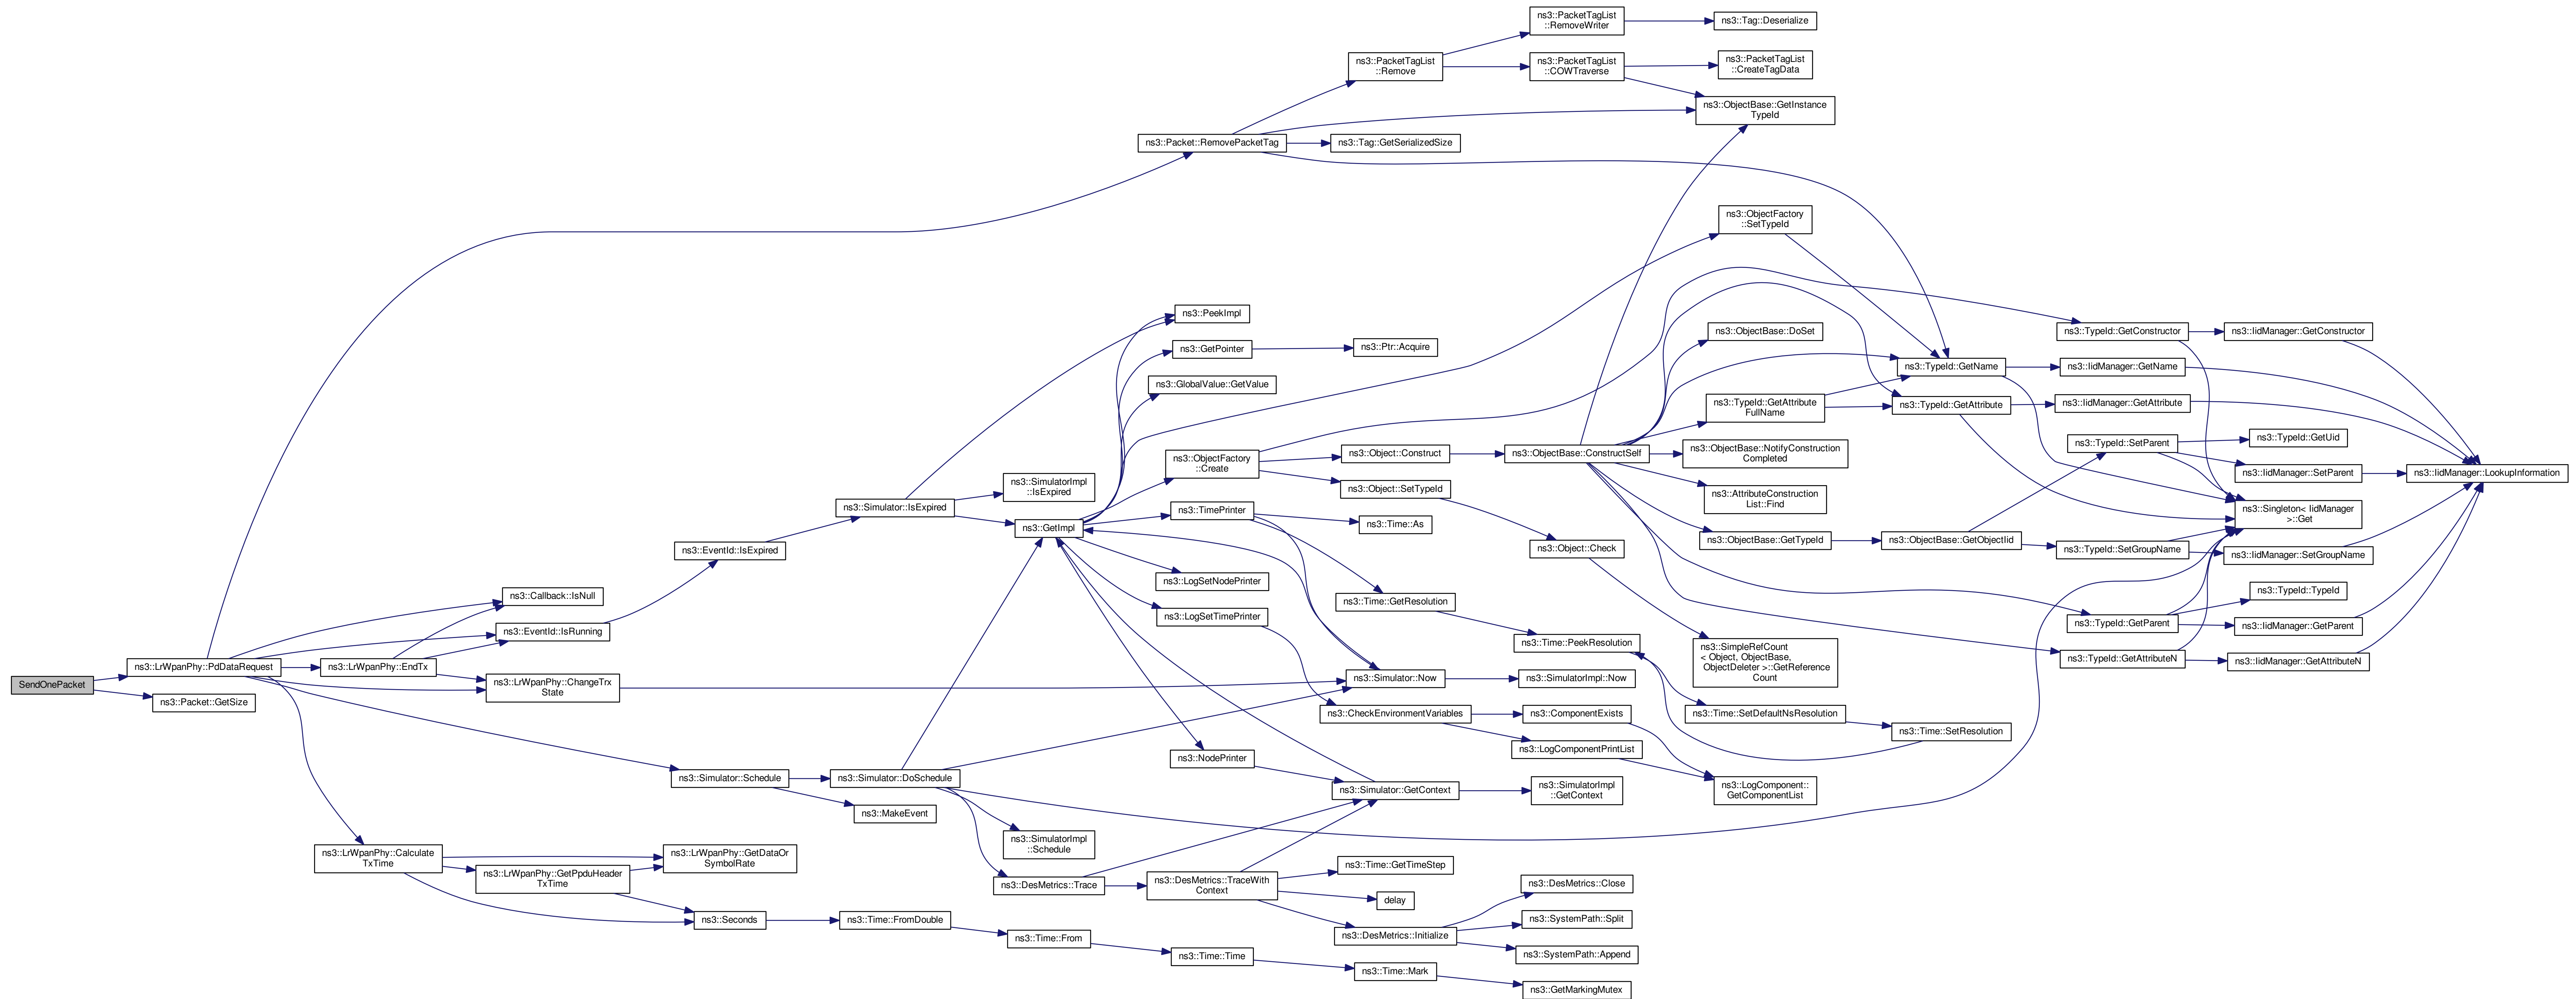 ns3::PacketTagList
::RemoveWriter
ns3::Tag::Deserialize
ns3::PacketTagList
::Remove
ns3::PacketTagList
::COWTraverse
ns3::PacketTagList
::CreateTagData
ns3::ObjectBase::GetInstance
TypeId
ns3::Packet::RemovePacketTag
ns3::Tag::GetSerializedSize
ns3::ObjectFactory
::SetTypeId
ns3::PeekImpl
ns3::ObjectBase::DoSet
ns3::TypeId::GetConstructor
ns3::IidManager::GetConstructor
ns3::GetPointer
ns3::Ptr::Acquire
ns3::TypeId::GetName
ns3::IidManager::GetName
ns3::GlobalValue::GetValue
ns3::TypeId::GetAttribute
FullName
ns3::TypeId::GetAttribute
ns3::IidManager::GetAttribute
ns3::TypeId::SetParent
ns3::TypeId::GetUid
ns3::ObjectFactory
::Create
ns3::Object::Construct
ns3::ObjectBase::ConstructSelf
ns3::ObjectBase::NotifyConstruction
Completed
ns3::IidManager::SetParent
ns3::IidManager::LookupInformation
ns3::SimulatorImpl
::IsExpired
ns3::Object::SetTypeId
ns3::AttributeConstruction
List::Find
ns3::Simulator::IsExpired
ns3::TimePrinter
ns3::Singleton< IidManager
>::Get
ns3::GetImpl
ns3::Time::As
ns3::ObjectBase::GetTypeId
ns3::ObjectBase::GetObjectIid
ns3::EventId::IsExpired
ns3::Object::Check
ns3::TypeId::SetGroupName
ns3::IidManager::SetGroupName
ns3::LogSetNodePrinter
ns3::TypeId::TypeId
ns3::Callback::IsNull
ns3::Time::GetResolution
ns3::LogSetTimePrinter
ns3::TypeId::GetParent
ns3::IidManager::GetParent
ns3::EventId::IsRunning
ns3::Time::PeekResolution
ns3::SimpleRefCount
< Object, ObjectBase,
ObjectDeleter >::GetReference
Count
ns3::TypeId::GetAttributeN
ns3::IidManager::GetAttributeN
ns3::LrWpanPhy::PdDataRequest
ns3::LrWpanPhy::EndTx
SendOnePacket
ns3::LrWpanPhy::ChangeTrx
State
ns3::Simulator::Now
ns3::SimulatorImpl::Now
ns3::Packet::GetSize
ns3::CheckEnvironmentVariables
ns3::ComponentExists
ns3::Time::SetDefaultNsResolution
ns3::Time::SetResolution
ns3::LogComponentPrintList
ns3::NodePrinter
ns3::Simulator::Schedule
ns3::Simulator::DoSchedule
ns3::Simulator::GetContext
ns3::SimulatorImpl
::GetContext
ns3::LogComponent::
GetComponentList
ns3::MakeEvent
ns3::SimulatorImpl
::Schedule
ns3::LrWpanPhy::Calculate
TxTime
ns3::LrWpanPhy::GetDataOr
SymbolRate
ns3::LrWpanPhy::GetPpduHeader
TxTime
ns3::DesMetrics::Trace
ns3::DesMetrics::TraceWith
Context
ns3::Time::GetTimeStep
delay
ns3::DesMetrics::Close
ns3::Seconds
ns3::Time::FromDouble
ns3::SystemPath::Split
ns3::Time::From
ns3::DesMetrics::Initialize
ns3::SystemPath::Append
ns3::Time::Time
ns3::Time::Mark
ns3::GetMarkingMutex